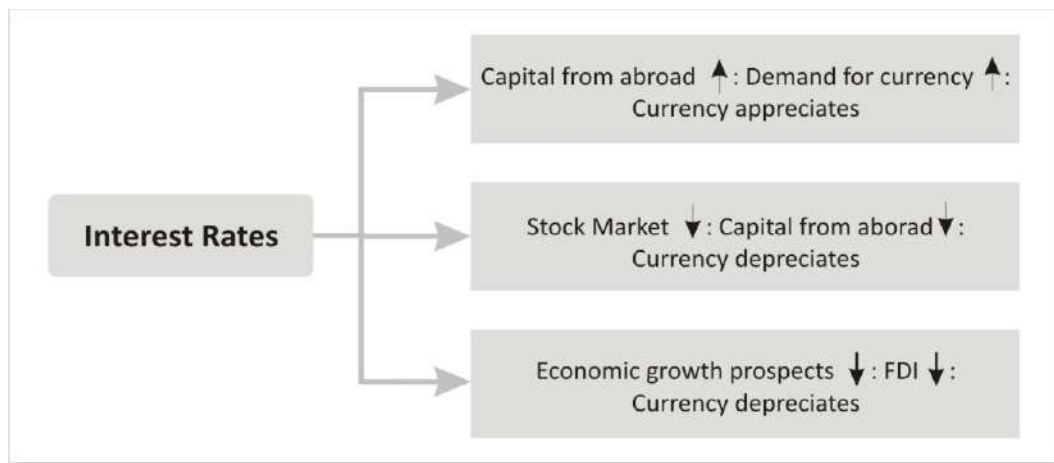 Capital from abroad ↑ : Demand for currency ↑ :
Currency appreciates
Interest Rates
Stock Market ↓ : Capital from aborad ↓ :
Currency depreciates
Economic growth prospects ↓ : FDI ↓ :
Currency depreciates